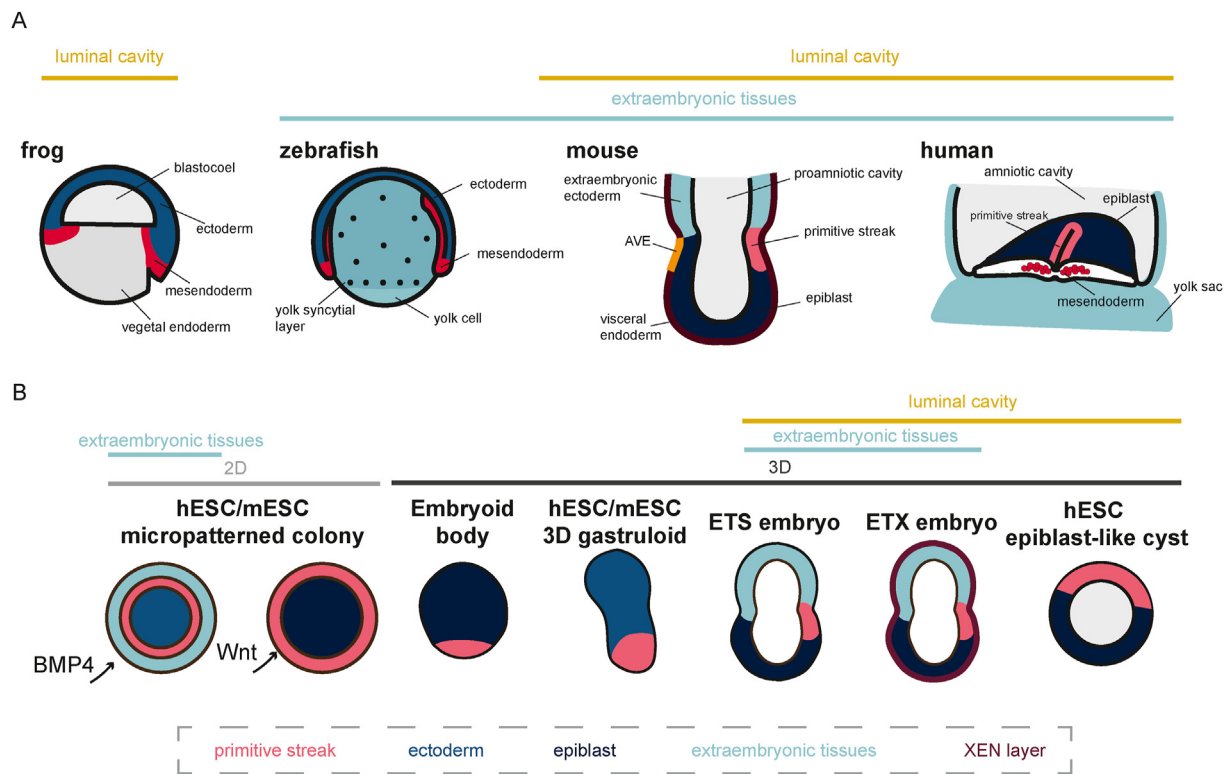 A
luminal cavity
luminal cavity
extraembryonic tissues
frog
blastocoel
ectoderm
mesendoderm
vegetal endoderm
zebrafish
ectoderm
mesendoderm
yolk syncytial
layer
yolk cell
mouse
extraembryonic
ectoderm
proamniotic cavity
AVE
primitive streak
epiblast
visceral
endoderm
human
amniotic cavity
epiblast
primitive streak
mesendoderm
yolk sac
B
luminal cavity
extraembryonic tissues
extraembryonic tissues
2D
3D
hESC/mESC
micropatterned colony
Embryoid
body
hESC/mESC
3D gastruloid
ETS embryo
ETX embryo
hESC
epiblast-like cyst
BMP4
Wnt
primitive streak
ectoderm
epiblast
extraembryonic tissues
XEN layer